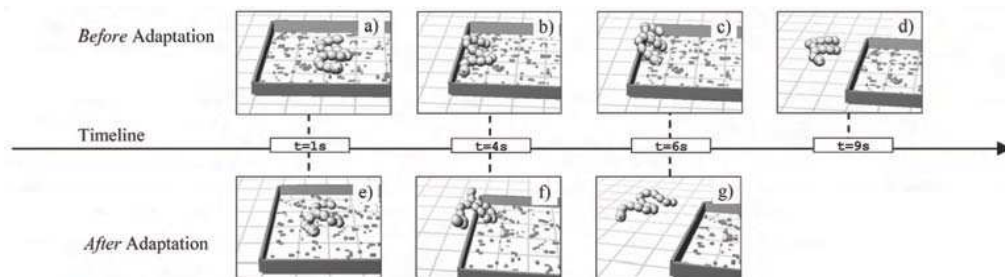 Before Adaptation
a)
b)
c)
d)
Timeline
t=1s
t=4s
t=6s
t=9s
e)
f)
g)
After Adaptation